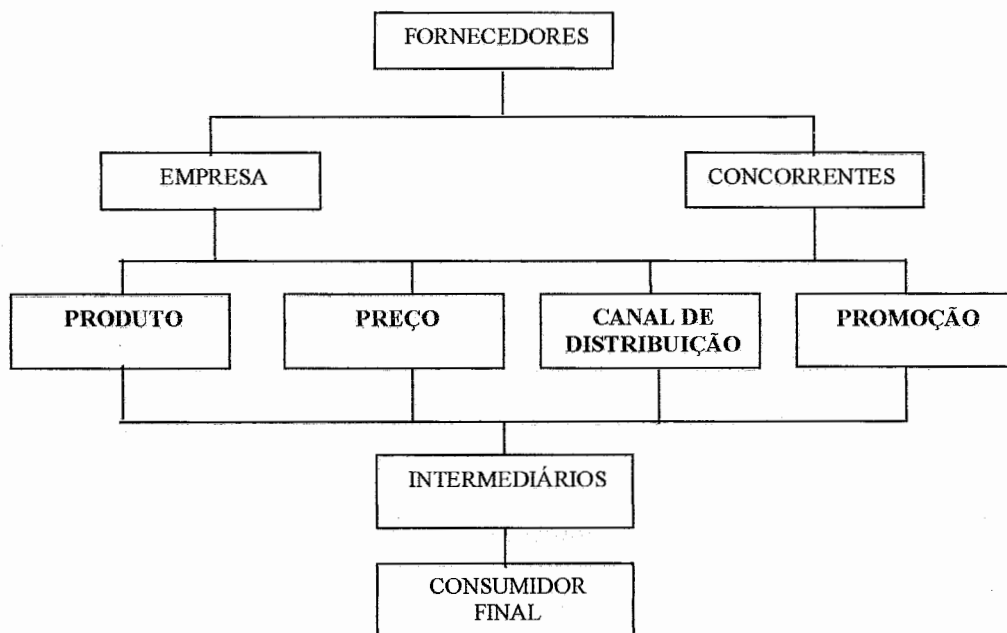 FORNECEDORES
EMPRESA
CONCORRENTES
PRODUTO
PREÇO
CANAL DE
DISTRIBUIÇÃO
PROMOÇÃO
INTERMEDIÁRIOS
CONSUMIDOR
FINAL